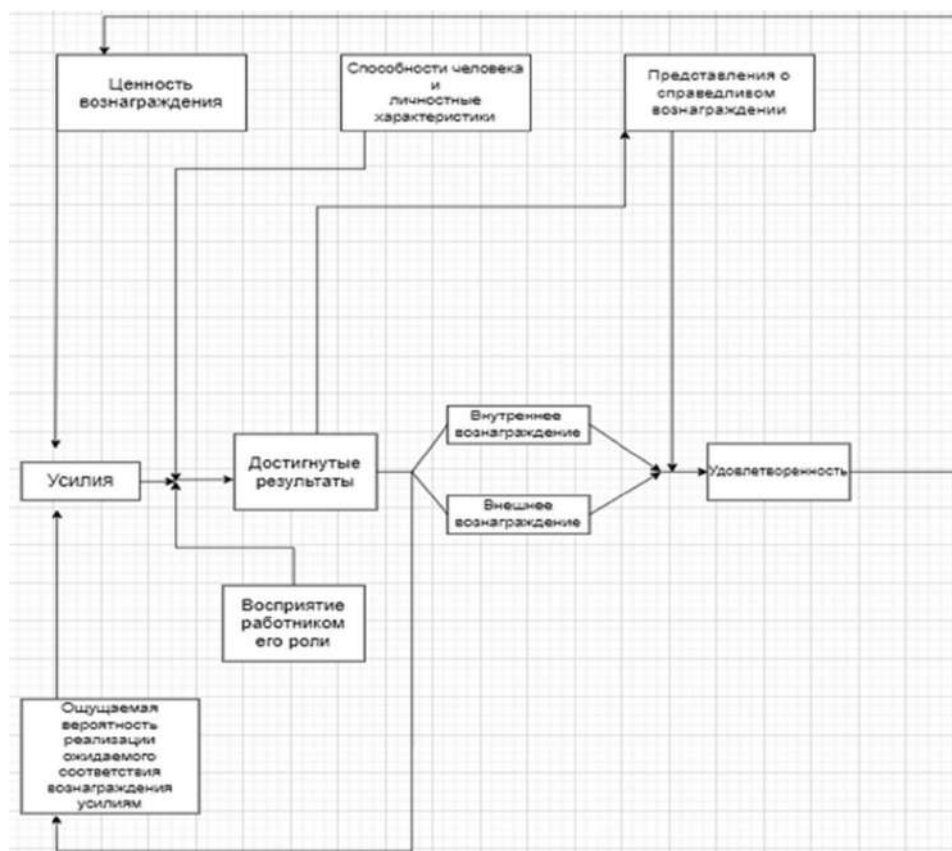 Ценность
вознаграждения
Способности человека
и
личностные
характеристики
Представления о
справедливом
вознаграждении
Внутреннее
вознаграждение
Усилия
Достигнутые
результаты
Удовлетворенность
Внешнее
вознаграждение
Восприятие
работником
его роли
Ощущаемая
вероятность
реализации
ожидаемого
соответствия
вознаграждения
усилиям